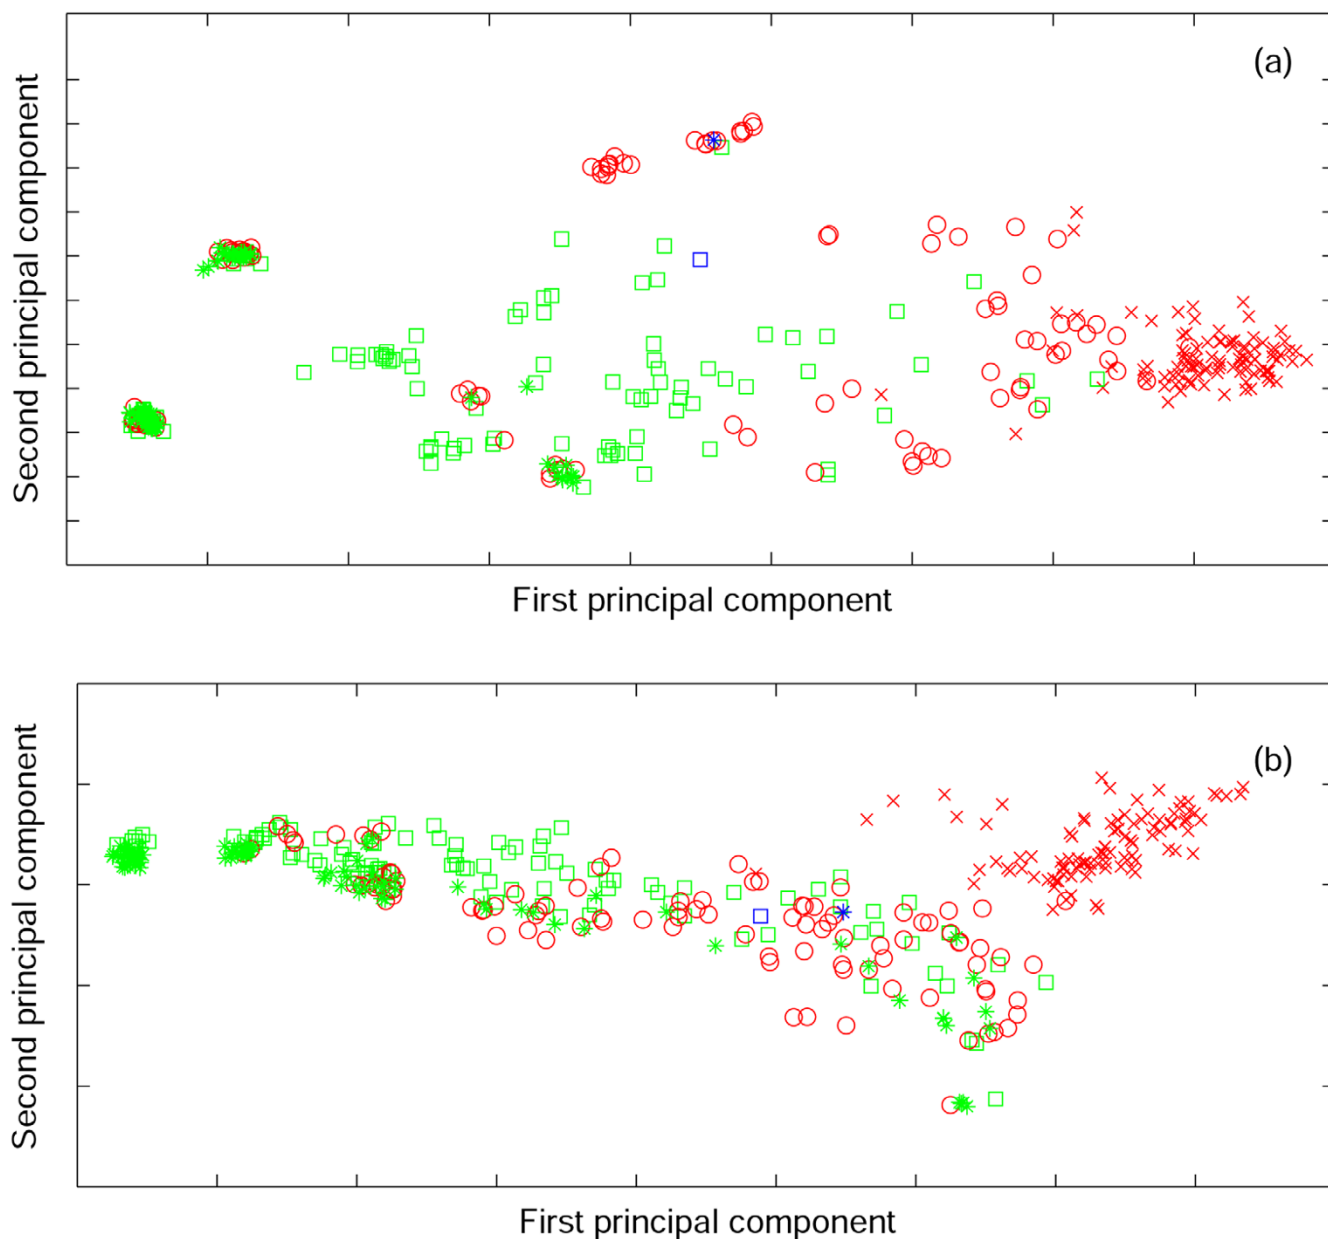 (a)
Second principal component
First principal component
(b)
Second principal component
First principal component